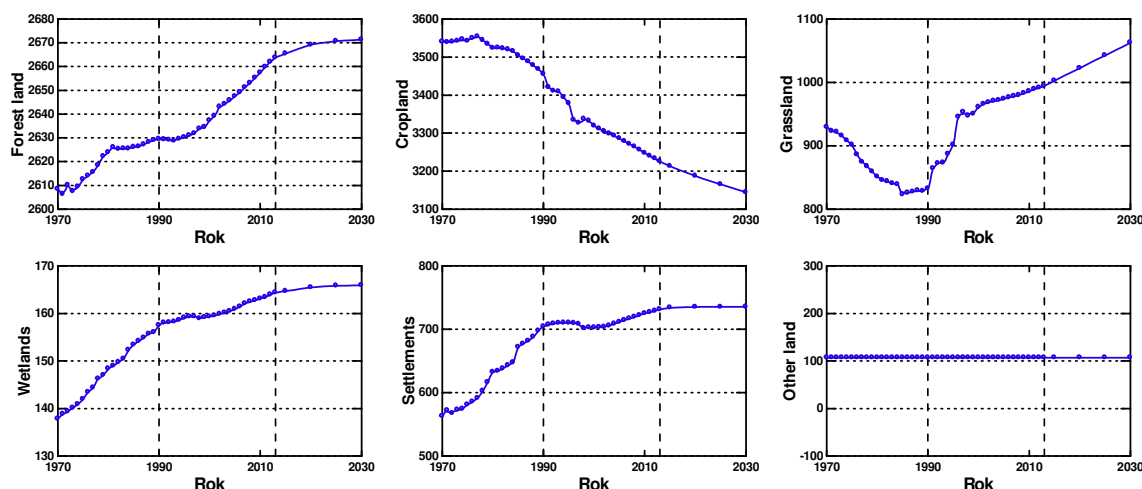 Forest land
2680
2670
2660
2650
2640
2630
2620
2610
2600
1970 1990 2010 2030
Rok
Cropland
3600
3500
3400
3300
3200
3100
1970 1990 2010 2030
Rok
Grassland
1100
1000
900
800
1970 1990 2010 2030
Rok
Wetlands
170
160
150
140
130
1970 1990 2010 2030
Rok
Settlements
800
700
600
500
1970 1990 2010 2030
Rok
Other land
300
200
100
0
-100
1970 1990 2010 2030
Rok